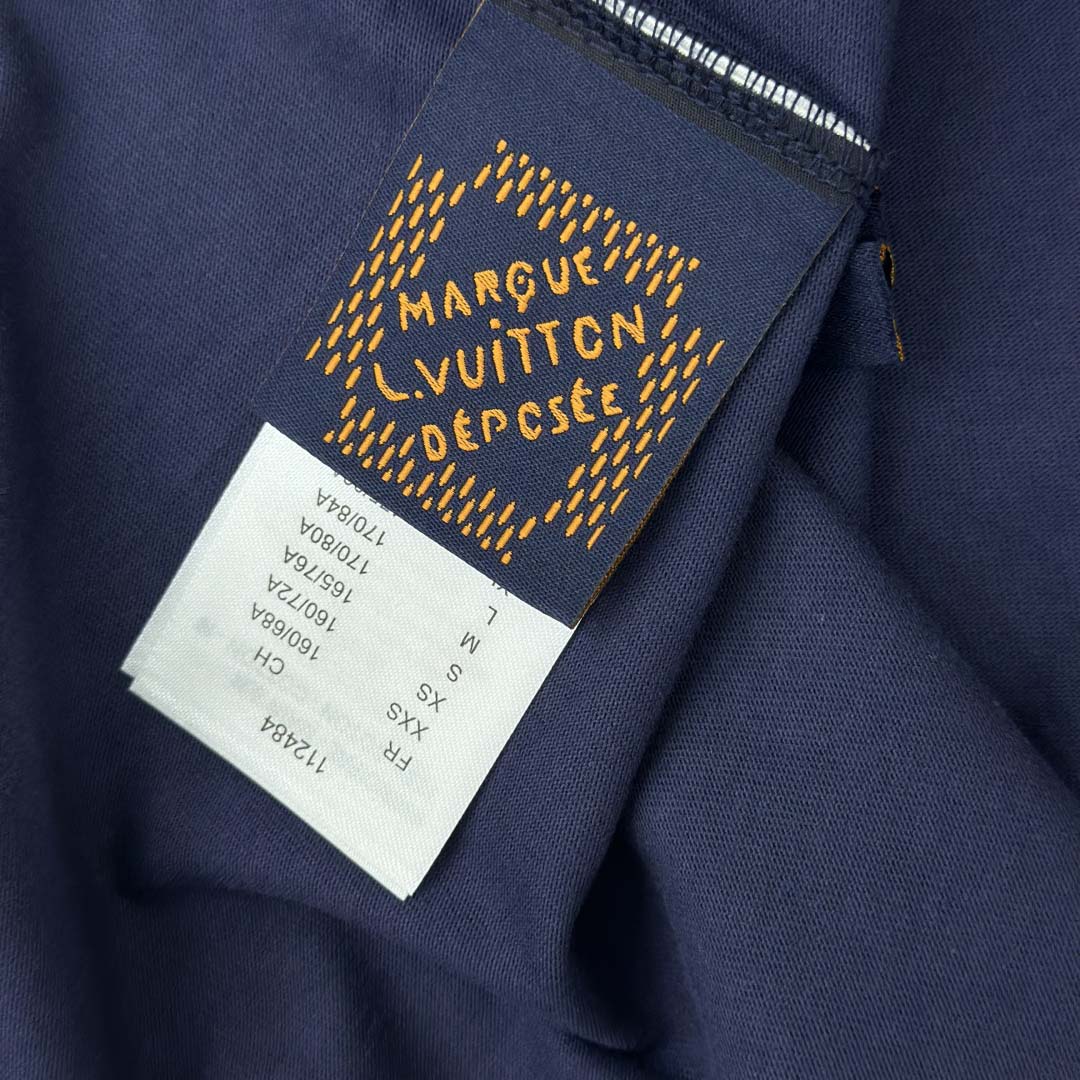 MARQUE
L.VUITTON
DÉPOSÉE
112484
FR CH
XXS 160/68A
XS 160/72A
S 165/76A
M 170/80A
L 170/84A